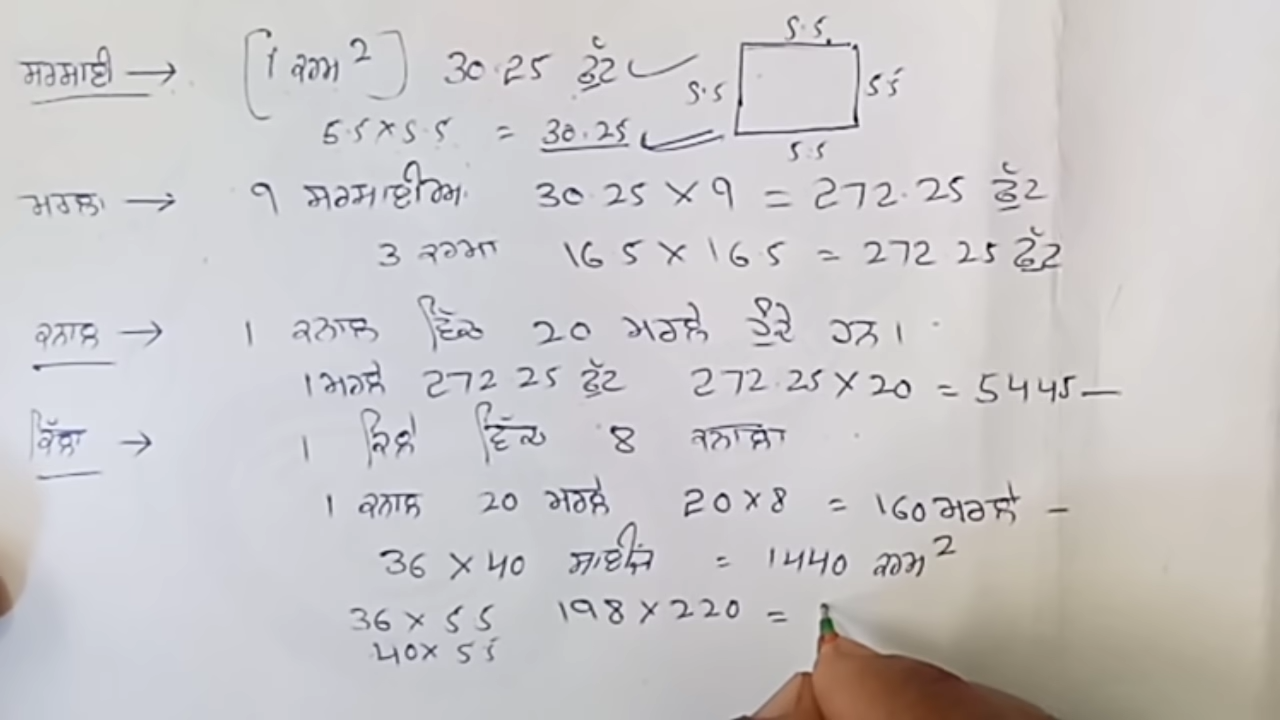 5.5
ਸਰਸਾਹੀ → [1 ਕਰਮ²] 30.25 ਫੁੱਟ ✓
5.5 5.5
5.5×5.5 = 30.25 ✓
5.5
ਮਰਲਾ → 9 ਸਰਸਾਹੀਆਂ 30.25 × 9 = 272.25 ਫੁੱਟ
3 ਕਰਮਾ 16 5 × 16.5 = 272 25 ਫੁੱਟ
ਕਨਾਲ → 1 ਕਨਾਲ ਵਿੱਚ 20 ਮਰਲੇ ਹੁੰਦੇ ਹਨ।
1 ਮਰਲੇ 272 25 ਫੁੱਟ 272.25 × 20 = 5445 —
ਕਿੱਲਾ → 1 ਕਿਲੇ ਵਿੱਚ 8 ਕਨਾਲਾ
1 ਕਨਾਲ 20 ਮਰਲੇ 20×8 = 160 ਮਰਲੇ —
36 × 40 = 1440 ਕਰਮ²
36 × 5 5 198 × 220 =
40× 5 5